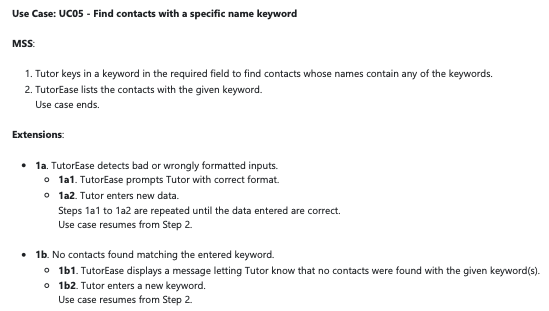 Use Case: UC05 - Find contacts with a specific name keyword
MSS:
1. Tutor keys in a keyword in the required field to find contacts whose names contain any of the keywords.
2. TutorEase lists the contacts with the given keyword.
Use case ends.
Extensions:
• 1a. TutorEase detects bad or wrongly formatted inputs.
○ 1a1. TutorEase prompts Tutor with correct format.
○ 1a2. Tutor enters new data.
Steps 1a1 to 1a2 are repeated until the data entered are correct.
Use case resumes from Step 2.
• 1b. No contacts found matching the entered keyword.
○ 1b1. TutorEase displays a message letting Tutor know that no contacts were found with the given keyword(s).
○ 1b2. Tutor enters a new keyword.
Use case resumes from Step 2.